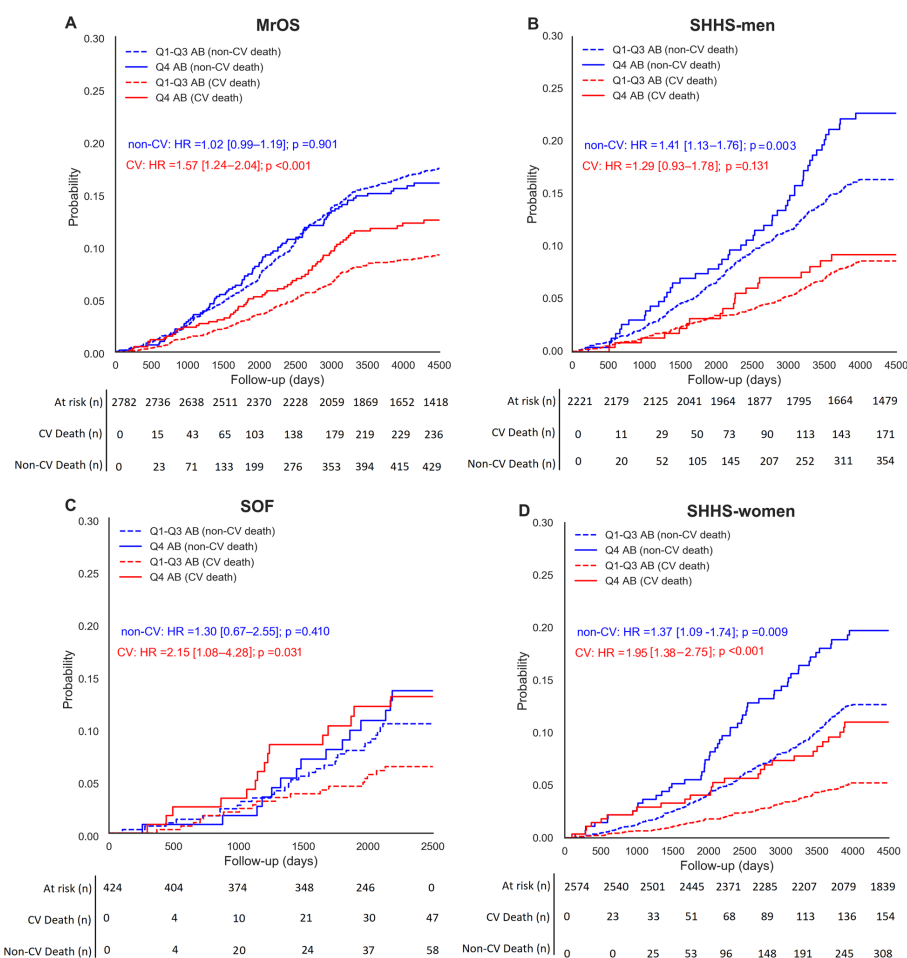 A
MrOS
0.30
0.25
0.20
0.15
0.10
0.05
0.00
Probability
Q1-Q3 AB (non-CV death)
Q4 AB (non-CV death)
Q1-Q3 AB (CV death)
Q4 AB (CV death)
non-CV: HR =1.02 [0.99–1.19]; p =0.901
CV: HR =1.57 [1.24–2.04]; p <0.001
0 500 1000 1500 2000 2500 3000 3500 4000 4500
Follow-up (days)
At risk (n) 2782 2736 2638 2511 2370 2228 2059 1869 1652 1418
CV Death (n) 0 15 43 65 103 138 179 219 229 236
Non-CV Death (n) 0 23 71 133 199 276 353 394 415 429
B
SHHS-men
0.30
0.25
0.20
0.15
0.10
0.05
0.00
Probability
Q1-Q3 AB (non-CV death)
Q4 AB (non-CV death)
Q1-Q3 AB (CV death)
Q4 AB (CV death)
non-CV: HR =1.41 [1.13–1.76]; p =0.003
CV: HR =1.29 [0.93–1.78]; p =0.131
0 500 1000 1500 2000 2500 3000 3500 4000 4500
Follow-up (days)
At risk (n) 2221 2179 2125 2041 1964 1877 1795 1664 1479
CV Death (n) 0 11 29 50 73 90 113 143 171
Non-CV Death (n) 0 20 52 105 145 207 252 311 354
C
SOF
0.30
0.25
0.20
0.15
0.10
0.05
0.00
Probability
Q1-Q3 AB (non-CV death)
Q4 AB (non-CV death)
Q1-Q3 AB (CV death)
Q4 AB (CV death)
non-CV: HR =1.30 [0.67–2.55]; p =0.410
CV: HR =2.15 [1.08–4.28]; p =0.031
0 500 1000 1500 2000 2500
Follow-up (days)
At risk (n) 424 404 374 348 246 0
CV Death (n) 0 4 10 21 30 47
Non-CV Death (n) 0 4 20 24 37 58
D
SHHS-women
0.30
0.25
0.20
0.15
0.10
0.05
0.00
Probability
Q1-Q3 AB (non-CV death)
Q4 AB (non-CV death)
Q1-Q3 AB (CV death)
Q4 AB (CV death)
non-CV: HR =1.37 [1.09 -1.74]; p =0.009
CV: HR =1.95 [1.38–2.75]; p <0.001
0 500 1000 1500 2000 2500 3000 3500 4000 4500
Follow-up (days)
At risk (n) 2574 2540 2501 2445 2371 2285 2207 2079 1839
CV Death (n) 0 23 33 51 68 89 113 136 154
Non-CV Death (n) 0 0 25 53 96 148 191 245 308